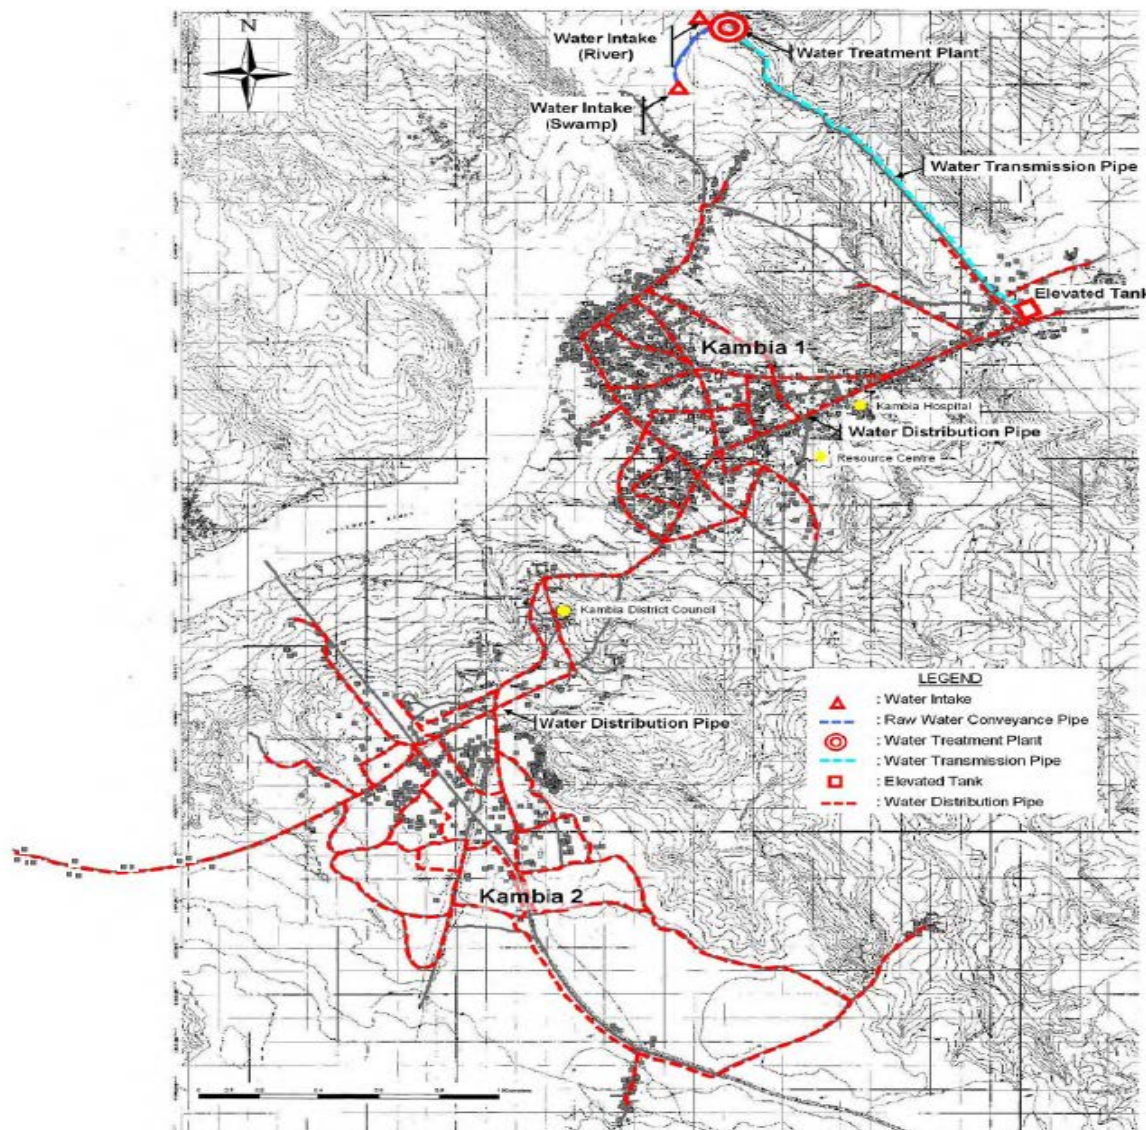 N
Water Intake
(River)
Water Treatment Plant
Water Intake
(Swamp)
Water Transmission Pipe
Elevated Tank
Kambia 1
Kambia Hospital
Water Distribution Pipe
Resource Centre
Kambia District Council
LEGEND
: Water Intake
: Raw Water Conveyance Pipe
: Water Treatment Plant
: Water Transmission Pipe
: Elevated Tank
: Water Distribution Pipe
Water Distribution Pipe
Kambia 2